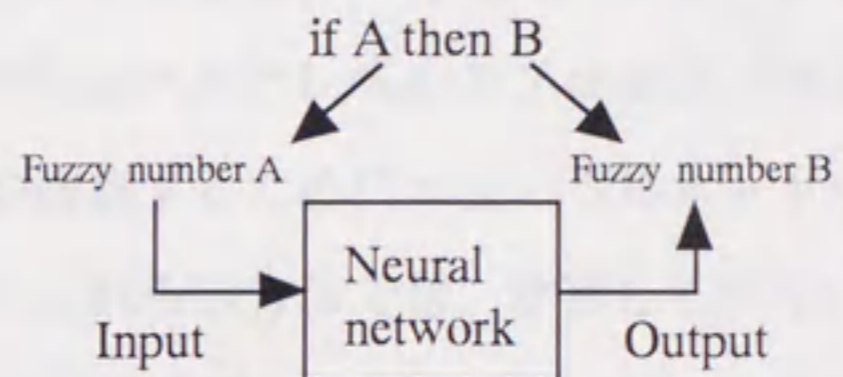 if A then B
Fuzzy number A
Fuzzy number B
Neural
network
Input
Output